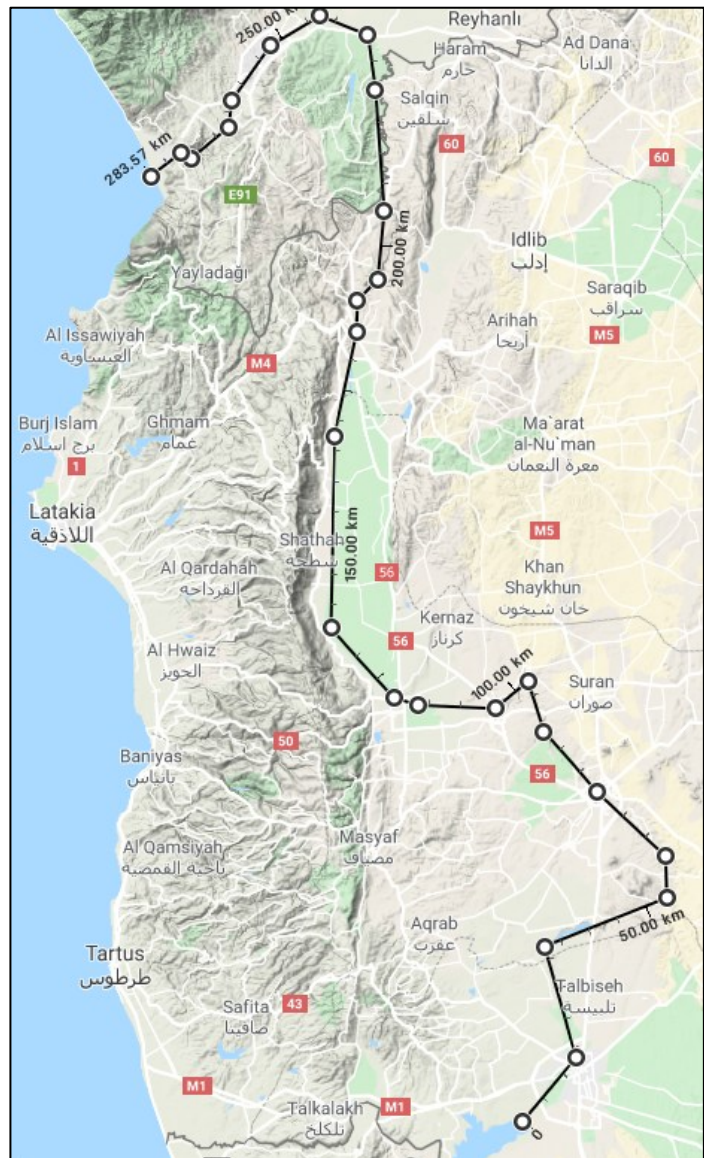 250.00 km
Reyhanlı
Haram
حارم
Ad Dana
الدانا
Salqin
سلقين
60
60
283.57 km
E91
Idlib
إدلب
200.00 km
Yayladağı
Saraqib
سراقب
Al Issawiyah
العيساوية
Arihah
أريحا
M5
M4
Burj Islam
برج اسلام
1
Ghmam
غمام
Ma`arat
al-Nu`man
معرة النعمان
Latakia
اللاذقية
M5
Shathah
شطحة
150.00 km
56
Khan
Shaykhun
خان شيخون
Al Qardahah
القرداحه
Kernaz
كرناز
56
Al Hwaiz
الحويز
100.00 km
Suran
صوران
50
Baniyas
بانياس
56
Masyaf
مصياف
Al Qamsiyah
ناحية القمصية
50.00 km
Aqrab
عقرب
Tartus
طرطوس
Talbiseh
تلبيسة
43
Safita
صافيتا
M1
Talkalakh
تلكلخ
M1
0